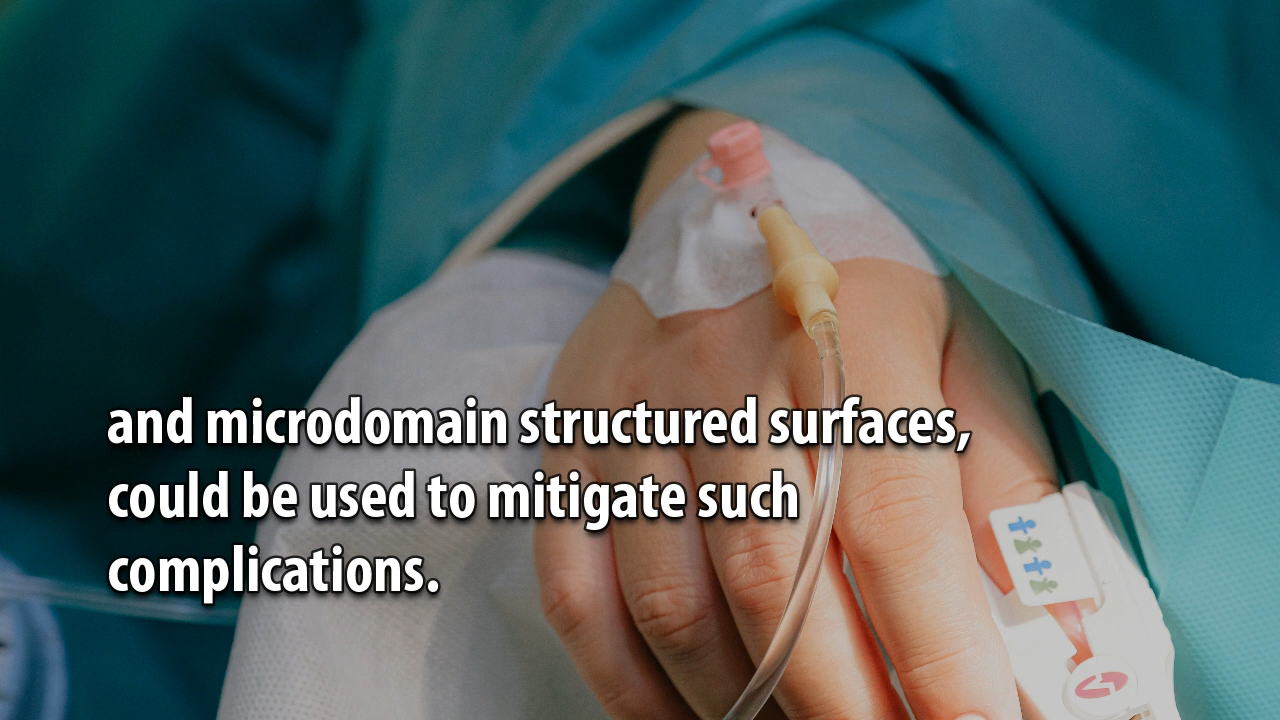 and microdomain structured surfaces,
could be used to mitigate such
complications.